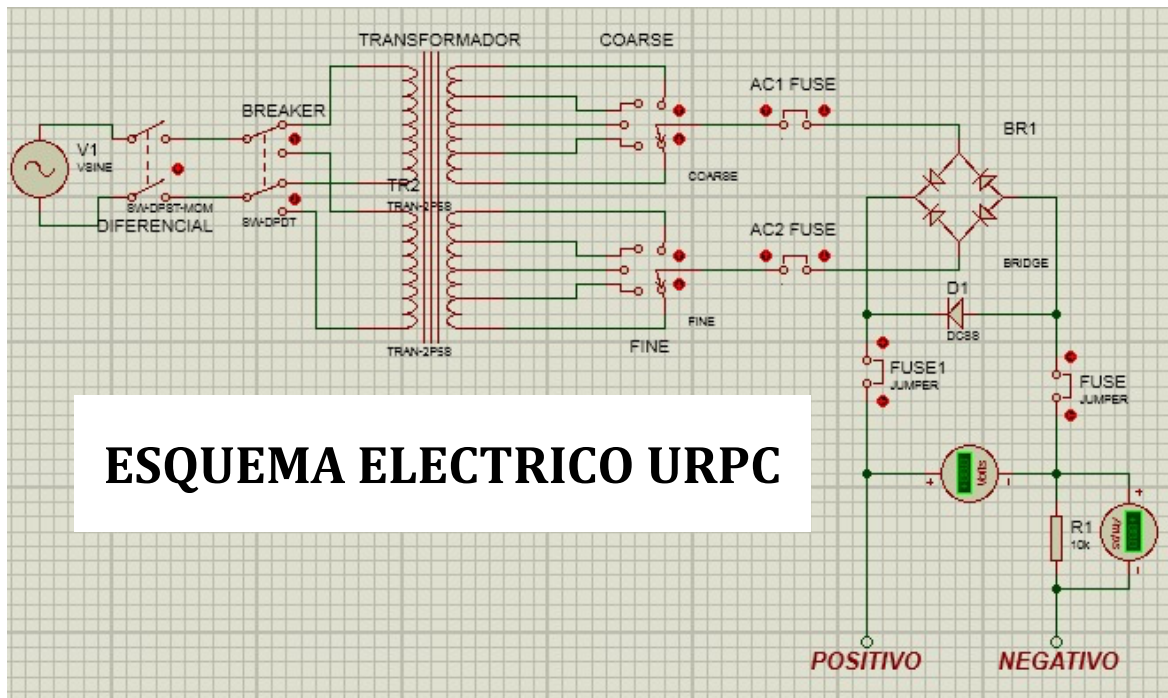 TRANSFORMADOR
COARSE
AC1 FUSE
BREAKER
BR1
V1
VSINE
COARSE
TR2
TRAN-2P5S
SW-DPST-MOM
SW-DPDT
DIFERENCIAL
AC2 FUSE
BRIDGE
D1
FINE
DC8S
TRAN-2P5S
FINE
FUSE1
JUMPER
FUSE
JUMPER
ESQUEMA ELECTRICO URPC
+
Volts
-
+
R1
10k
Amps
-
POSITIVO
NEGATIVO